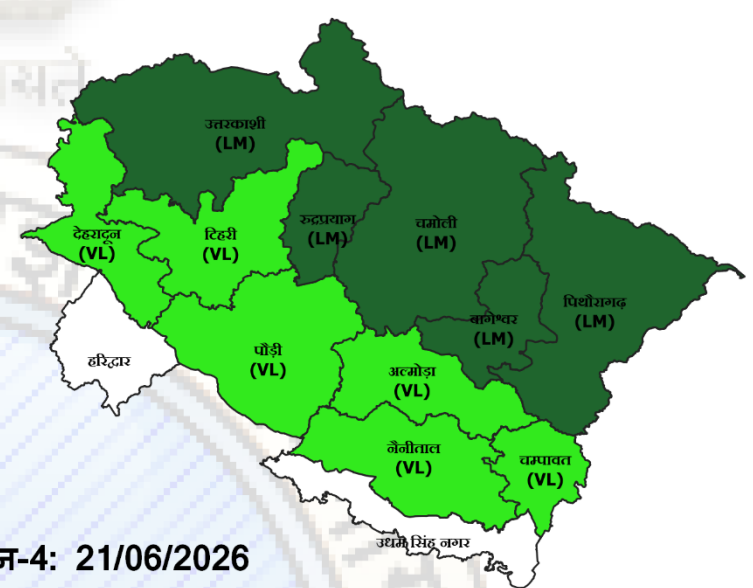 उत्तरकाशी
(LM)
देहरादून
(VL)
टिहरी
(VL)
रुद्रप्रयाग
(LM)
चमोली
(LM)
पिथौरागढ़
(LM)
बागेश्वर
(LM)
हरिद्वार
पौड़ी
(VL)
अल्मोड़ा
(VL)
नैनीताल
(VL)
चम्पावत
(VL)
उधम सिंह नगर
-4: 21/06/2026